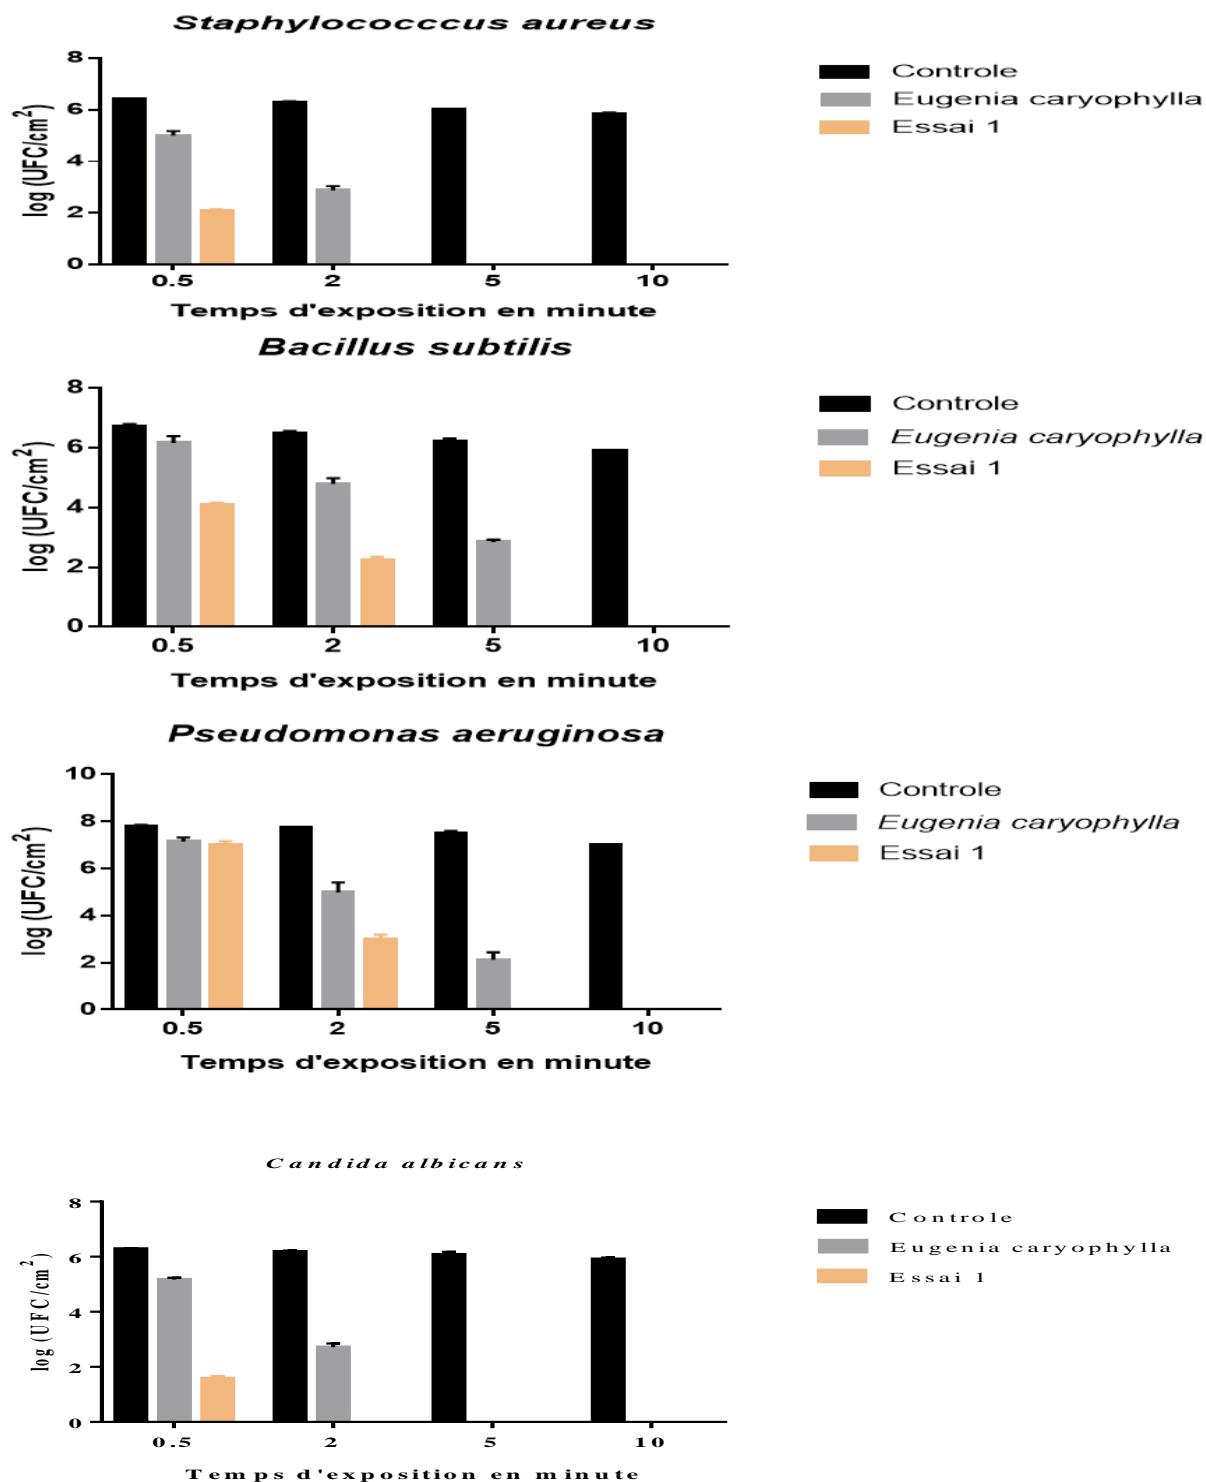 Staphylococccus aureus
8
6
4
2
0
log (UFC/cm²)
0.5 2 5 10
Temps d'exposition en minute
Controle
Eugenia caryophylla
Essai 1
Bacillus subtilis
8
6
4
2
0
log (UFC/cm²)
0.5 2 5 10
Temps d'exposition en minute
Controle
Eugenia caryophylla
Essai 1
Pseudomonas aeruginosa
10
8
6
4
2
0
log (UFC/cm²)
0.5 2 5 10
Temps d'exposition en minute
Controle
Eugenia caryophylla
Essai 1
Candida albicans
8
6
4
2
0
log (UFC/cm²)
0.5 2 5 10
Temps d'exposition en minute
Controle
Eugenia caryophylla
Essai 1